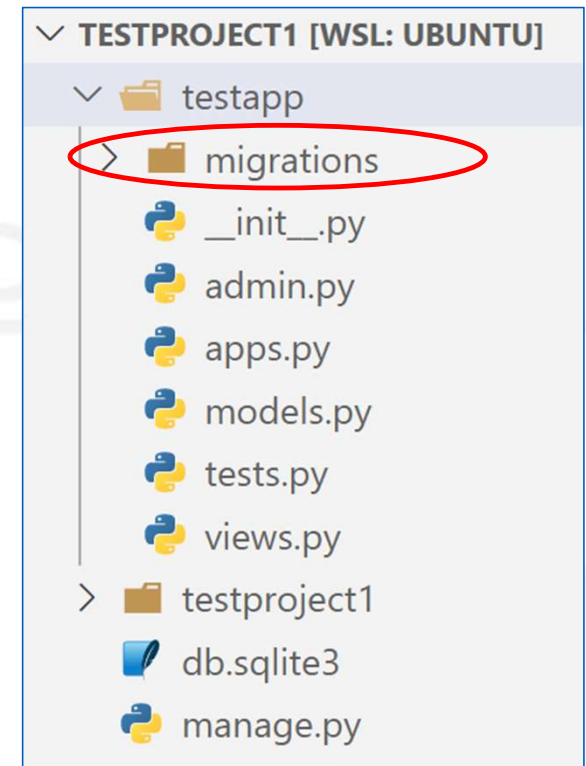 TESTPROJECT1 [WSL: UBUNTU]
testapp
migrations
__init__.py
admin.py
apps.py
models.py
tests.py
views.py
testproject1
db.sqlite3
manage.py